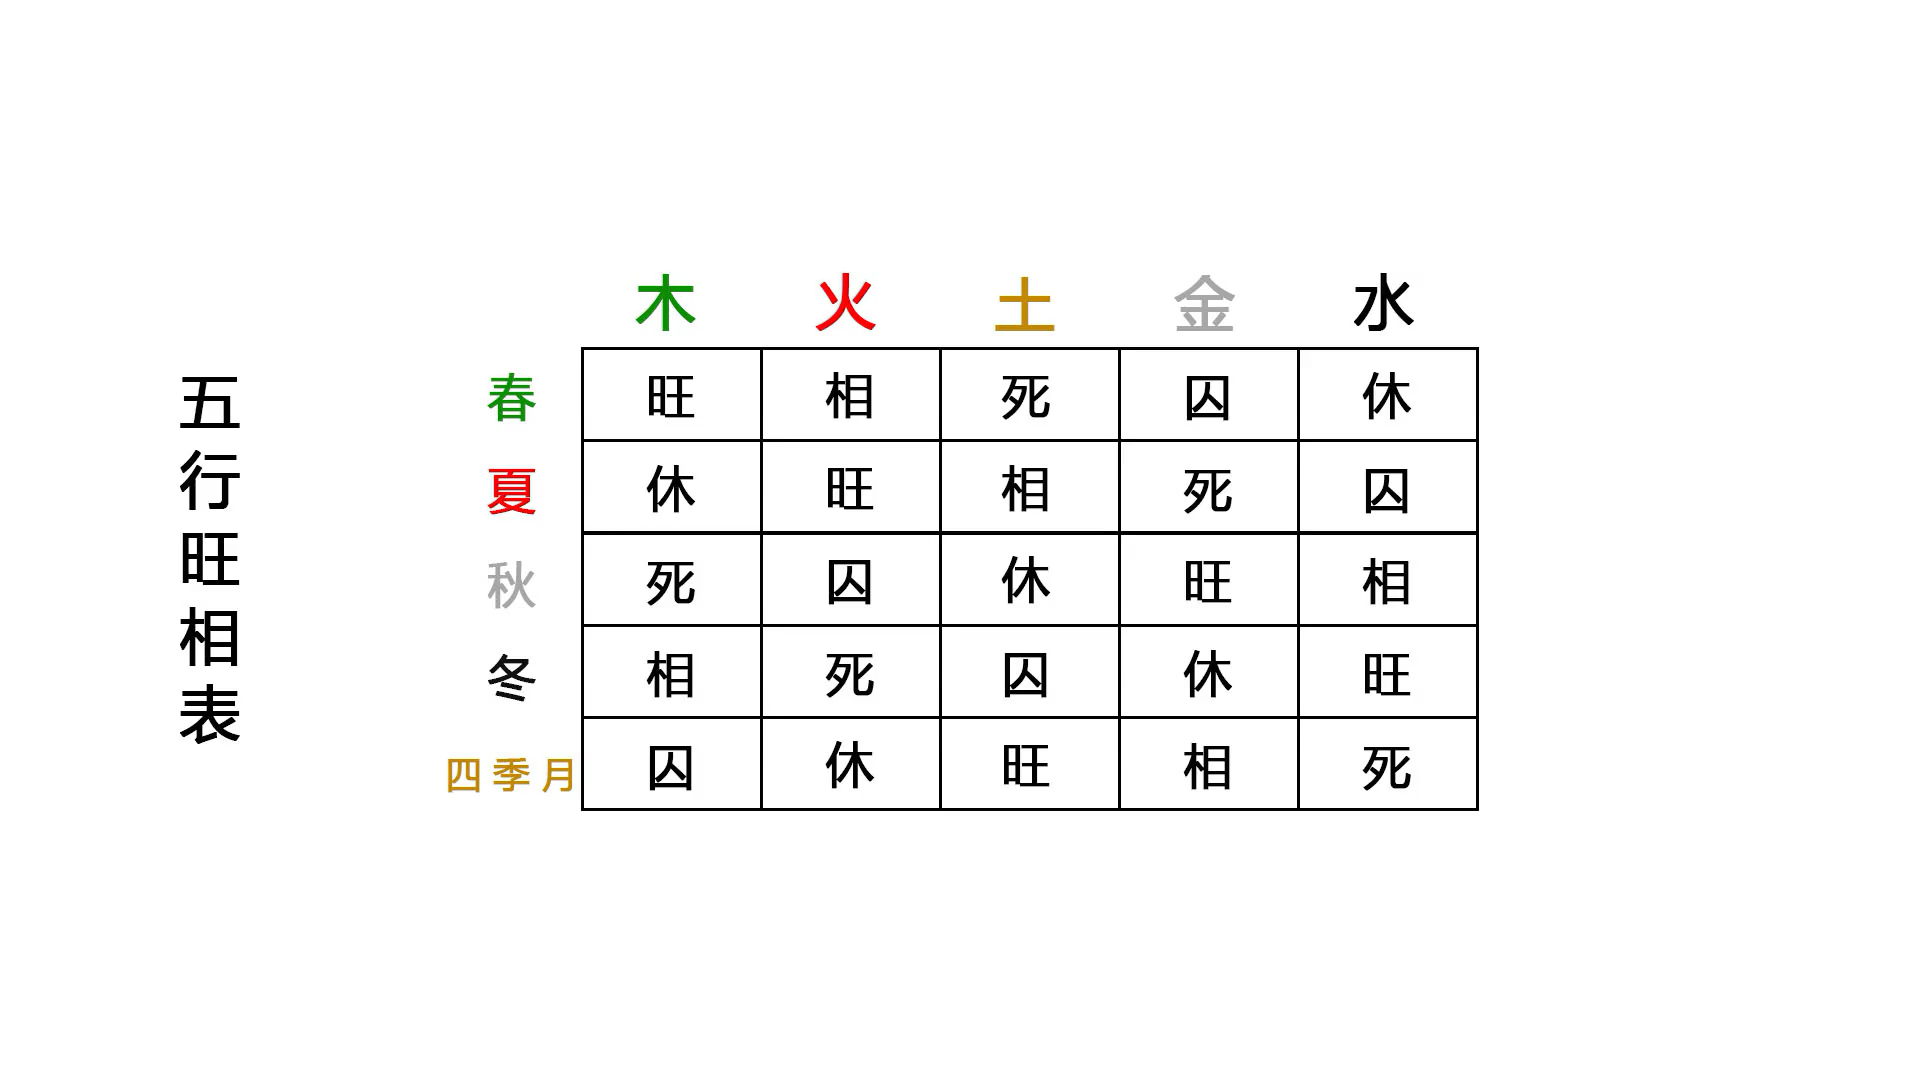 五行旺相表
木 火 土 金 水
春 旺 相 死 囚 休
夏 休 旺 相 死 囚
秋 死 囚 休 旺 相
冬 相 死 囚 休 旺
四季月 囚 休 旺 相 死